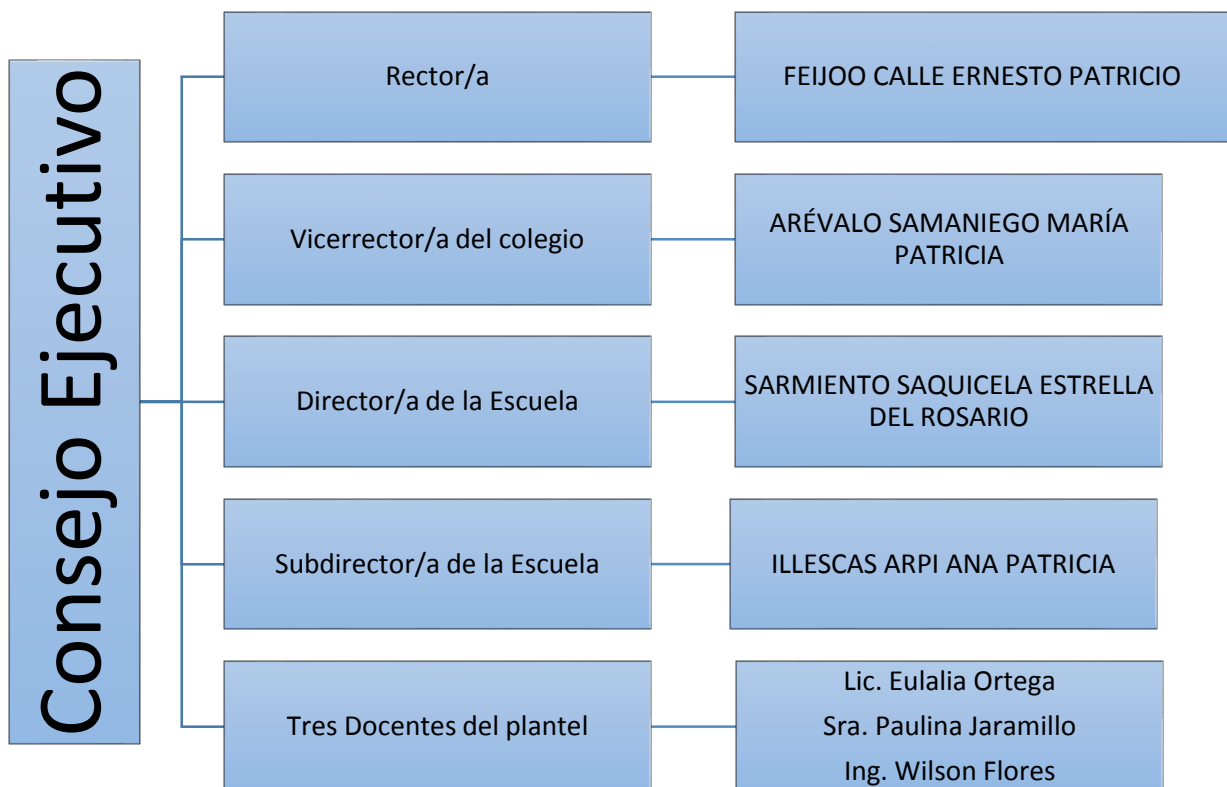 Consejo Ejecutivo
Rector/a
FEIJOO CALLE ERNESTO PATRICIO
Vicerrector/a del colegio
ARÉVALO SAMANIEGO MARÍA
PATRICIA
Director/a de la Escuela
SARMIENTO SAQUICELA ESTRELLA
DEL ROSARIO
Subdirector/a de la Escuela
ILLESCAS ARPI ANA PATRICIA
Tres Docentes del plantel
Lic. Eulalia Ortega
Sra. Paulina Jaramillo
Ing. Wilson Flores